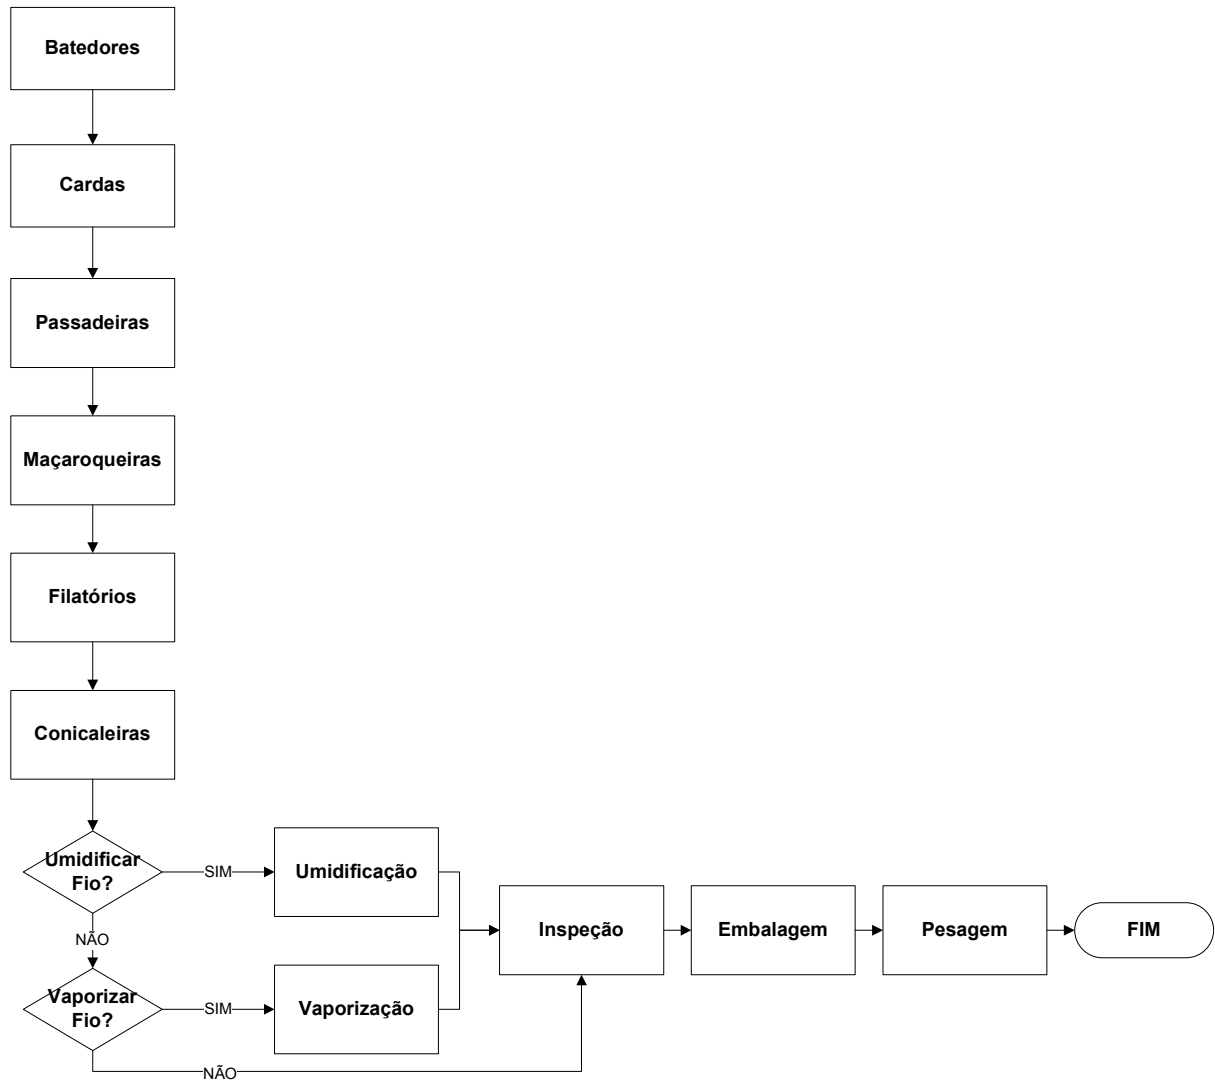 Batedores
Cardas
Passadeiras
Maçaroqueiras
Filatórios
Conicaleiras
Umidificar
Fio?
SIM
Umidificação
NÃO
Vaporizar
Fio?
SIM
Vaporização
NÃO
Inspeção
Embalagem
Pesagem
FIM